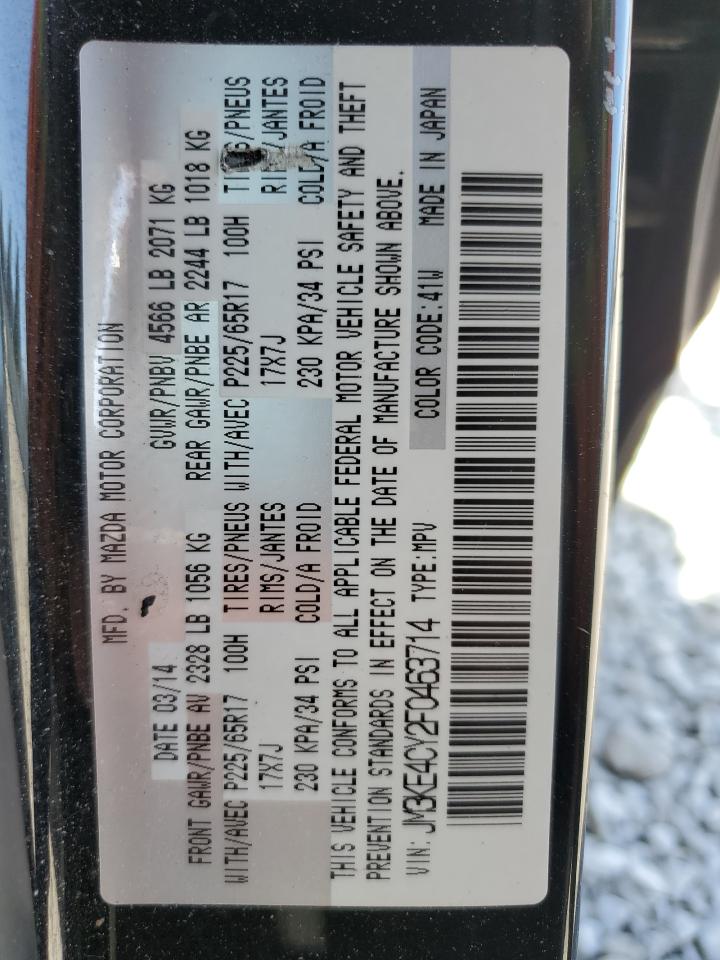 MFD. BY MAZDA MOTOR CORPORATION
DATE 03/14 GVWR/PNBV 4566 LB 2071 KG
FRONT GAWR/PNBE AV 2328 LB 1056 KG REAR GAWR/PNBE AR 2244 LB 1018 KG
WITH/AVEC P225/65R17 100H TIRES/PNEUS WITH/AVEC P225/65R17 100H TIRES/PNEUS
17X7J RIMS/JANTES 17X7J RIMS/JANTES
230 KPA/34 PSI COLD/A FROID 230 KPA/34 PSI COLD/A FROID
THIS VEHICLE CONFORMS TO ALL APPLICABLE FEDERAL MOTOR VEHICLE SAFETY AND THEFT
PREVENTION STANDARDS IN EFFECT ON THE DATE OF MANUFACTURE SHOWN ABOVE.
VIN: JM3KE4CY2F0463714 TYPE:MPV COLOR CODE:41W MADE IN JAPAN